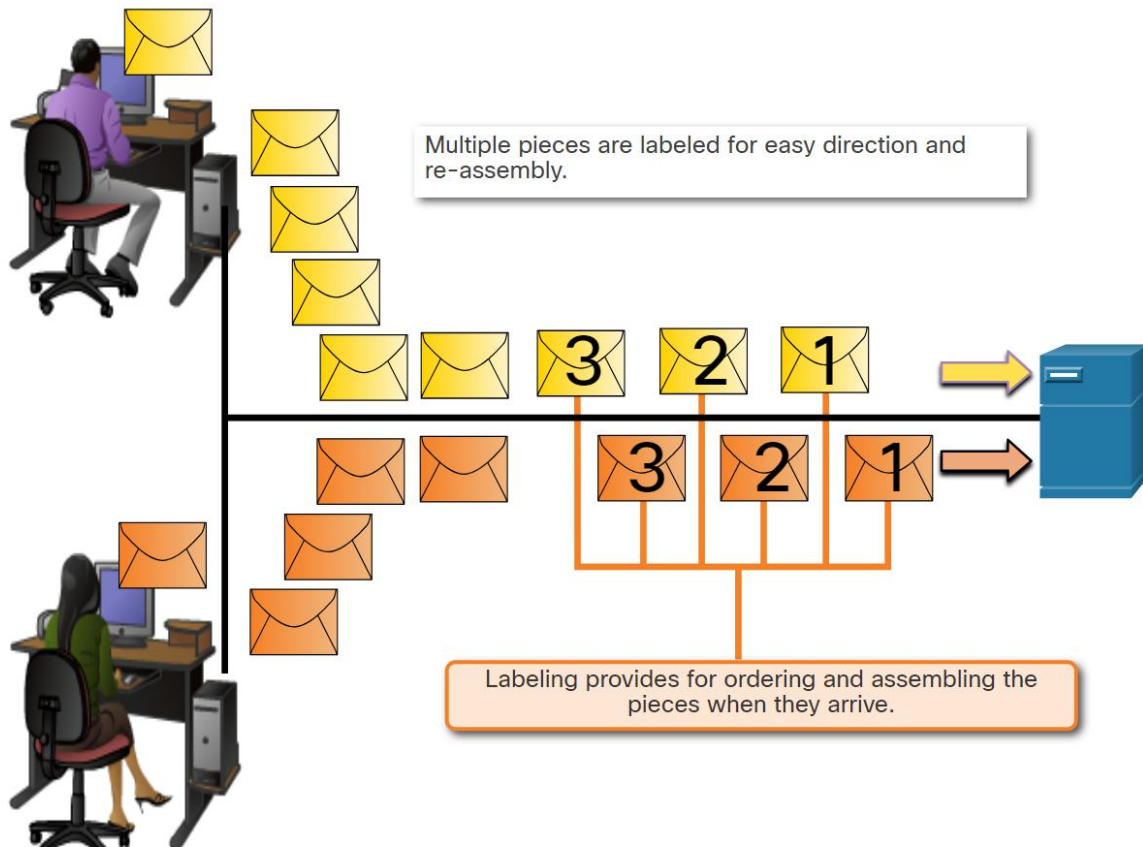 Multiple pieces are labeled for easy direction and
re-assembly.
3 2 1
3 2 1
Labeling provides for ordering and assembling the
pieces when they arrive.